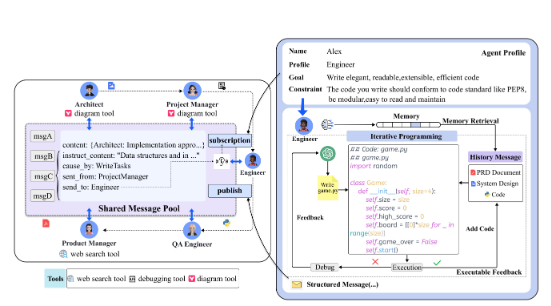 Name Alex
Agent Profile
Profile Engineer
Goal Write elegant, readable,extensible, efficient code
Constraint The code you write should conform to code standard like PEP8,
be modular,easy to read and maintain
Architect
diagram tool
Project Manager
diagram tool
msgA
msgB
msgC
msgD
content: {Architect: Implementation appro...}
instruct_content: "Data structures and in ..."
cause_by: WriteTasks
sent_from: ProjectManager
send_to: Engineer
Shared Message Pool
subscription
publish
Engineer
Product Manager
web search tool
QA Engineer
Tools
web search tool
debugging tool
diagram tool
Engineer
Memory
Memory Retrieval
Iterative Programming
## Code: game.py
## game.py
import random
class Game:
def __init__(self, size=4):
self.size = size
self.score = 0
self.high_score = 0
self.board = [[0]*size for _ in
range(size)]
self.game_over = False
self.start()
Write
game.py
Feedback
Debug
Execution
History Message
PRD Document
System Design
Code
Add Code
Executable Feedback
Structured Message(...)